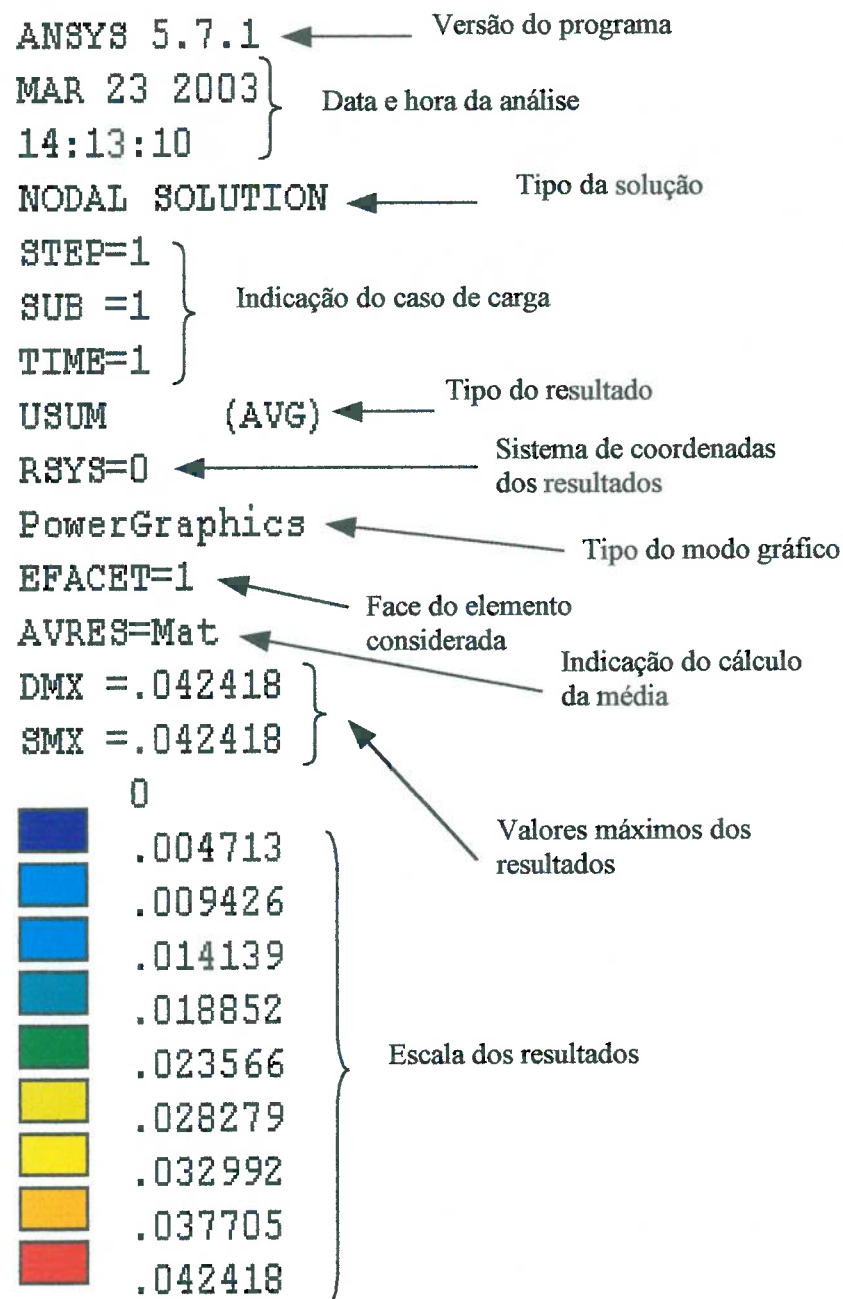 ANSYS 5.7.1 Versão do programa
MAR 23 2003
14:13:10
Data e hora da análise
NODAL SOLUTION Tipo da solução
STEP=1
SUB =1
TIME=1
Indicação do caso de carga
USUM (AVG) Tipo do resultado
RSYS=0 Sistema de coordenadas
dos resultados
PowerGraphics Tipo do modo gráfico
EFACET=1 Face do elemento
considerada
AVRES=Mat Indicação do cálculo
da média
DMX =.042418
SMX =.042418
Valores máximos dos
resultados
0
.004713
.009426
.014139
.018852
.023566
.028279
.032992
.037705
.042418
Escala dos resultados